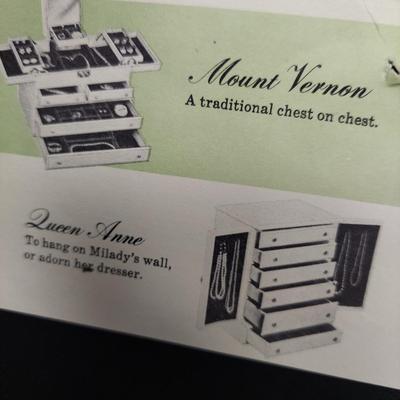 Mount Vernon
A traditional chest on chest.
Queen Anne
To hang on Milady's wall,
or adorn her dresser.